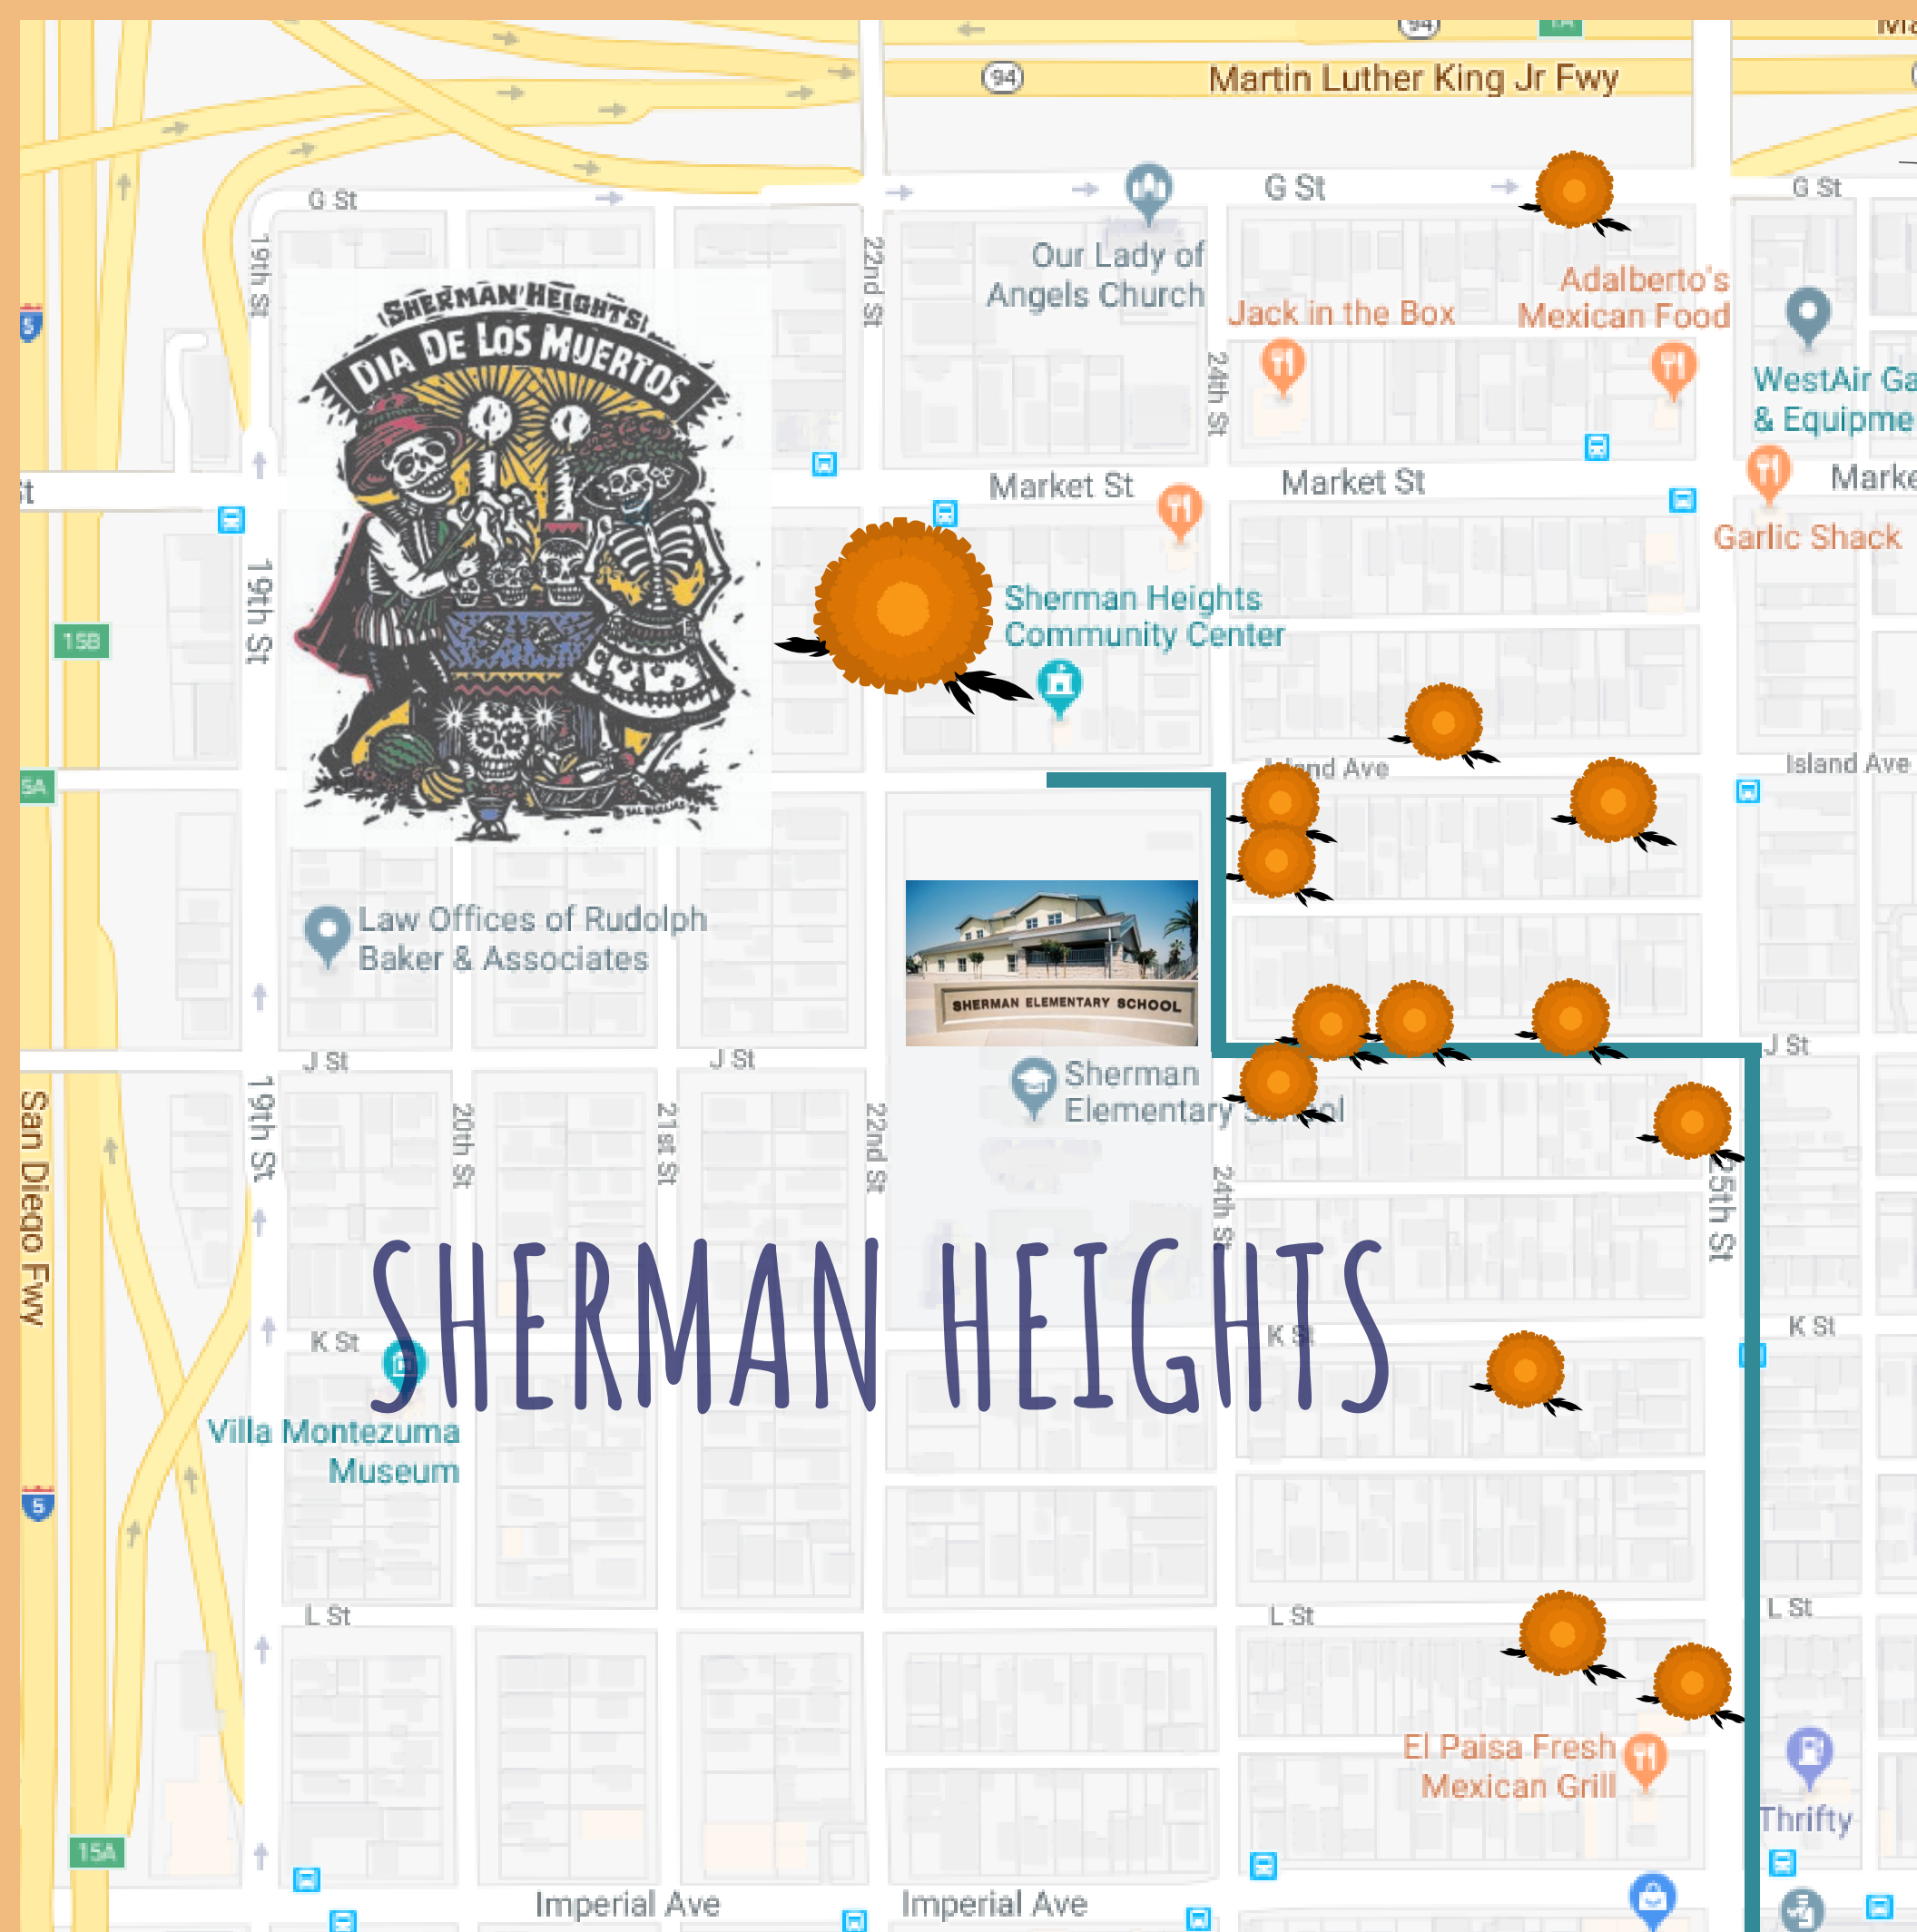 94
1A
94
Martin Luther King Jr Fwy
G St
G St
G St
19th St
22nd St
Our Lady of
Angels Church
Adalberto's
Mexican Food
Jack in the Box
24th St
5
SHERMAN HEIGHTS
DIA DE LOS MUERTOS
WestAir Ga
& Equipme
Market St
Market St
Marke
St
Garlic Shack
19th St
Sherman Heights
Community Center
15B
Island Ave
Island Ave
5A
Law Offices of Rudolph
Baker & Associates
SHERMAN ELEMENTARY SCHOOL
J St
J St
J St
Sherman
Elementary School
San Diego Fwy
19th St
20th St
21st St
22nd St
24th St
25th St
SHERMAN HEIGHTS
K St
K St
K St
Villa Montezuma
Museum
5
L St
L St
L St
El Paisa Fresh
Mexican Grill
Thrifty
15A
Imperial Ave
Imperial Ave